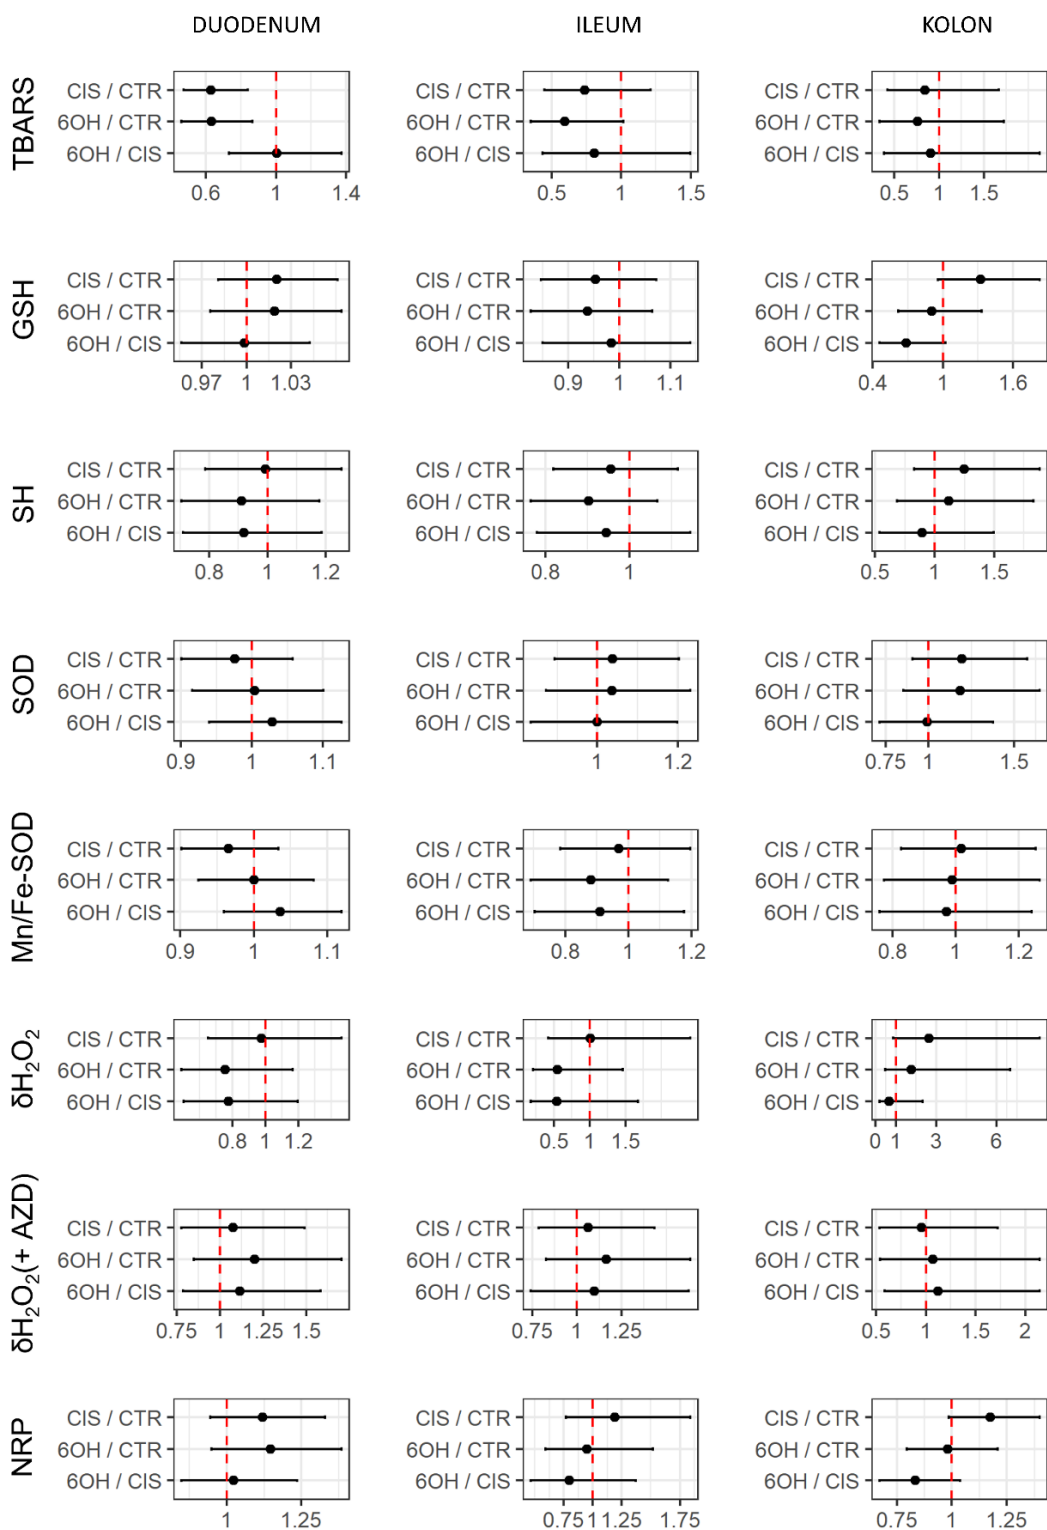 DUODENUM ILEUM KOLON
TBARS
CIS / CTR CIS / CTR CIS / CTR
6OH / CTR 6OH / CTR 6OH / CTR
6OH / CIS 6OH / CIS 6OH / CIS
0.6 1 1.4 0.5 1 1.5 0.5 1 1.5
GSH
CIS / CTR CIS / CTR CIS / CTR
6OH / CTR 6OH / CTR 6OH / CTR
6OH / CIS 6OH / CIS 6OH / CIS
0.97 1 1.03 0.9 1 1.1 0.4 1 1.6
SH
CIS / CTR CIS / CTR CIS / CTR
6OH / CTR 6OH / CTR 6OH / CTR
6OH / CIS 6OH / CIS 6OH / CIS
0.8 1 1.2 0.8 1 0.5 1 1.5
SOD
CIS / CTR CIS / CTR CIS / CTR
6OH / CTR 6OH / CTR 6OH / CTR
6OH / CIS 6OH / CIS 6OH / CIS
0.9 1 1.1 1 1.2 0.75 1 1.5
Mn/Fe-SOD
CIS / CTR CIS / CTR CIS / CTR
6OH / CTR 6OH / CTR 6OH / CTR
6OH / CIS 6OH / CIS 6OH / CIS
0.9 1 1.1 0.8 1 1.2 0.8 1 1.2
δH₂O₂
CIS / CTR CIS / CTR CIS / CTR
6OH / CTR 6OH / CTR 6OH / CTR
6OH / CIS 6OH / CIS 6OH / CIS
0.8 1 1.2 0.5 1 1.5 0 1 3 6
δH₂O₂(+ AZD)
CIS / CTR CIS / CTR CIS / CTR
6OH / CTR 6OH / CTR 6OH / CTR
6OH / CIS 6OH / CIS 6OH / CIS
0.75 1 1.25 1.5 0.75 1 1.25 0.5 1 1.5 2
NRP
CIS / CTR CIS / CTR CIS / CTR
6OH / CTR 6OH / CTR 6OH / CTR
6OH / CIS 6OH / CIS 6OH / CIS
1 1.25 0.75 1 1.25 1.75 0.75 1 1.25